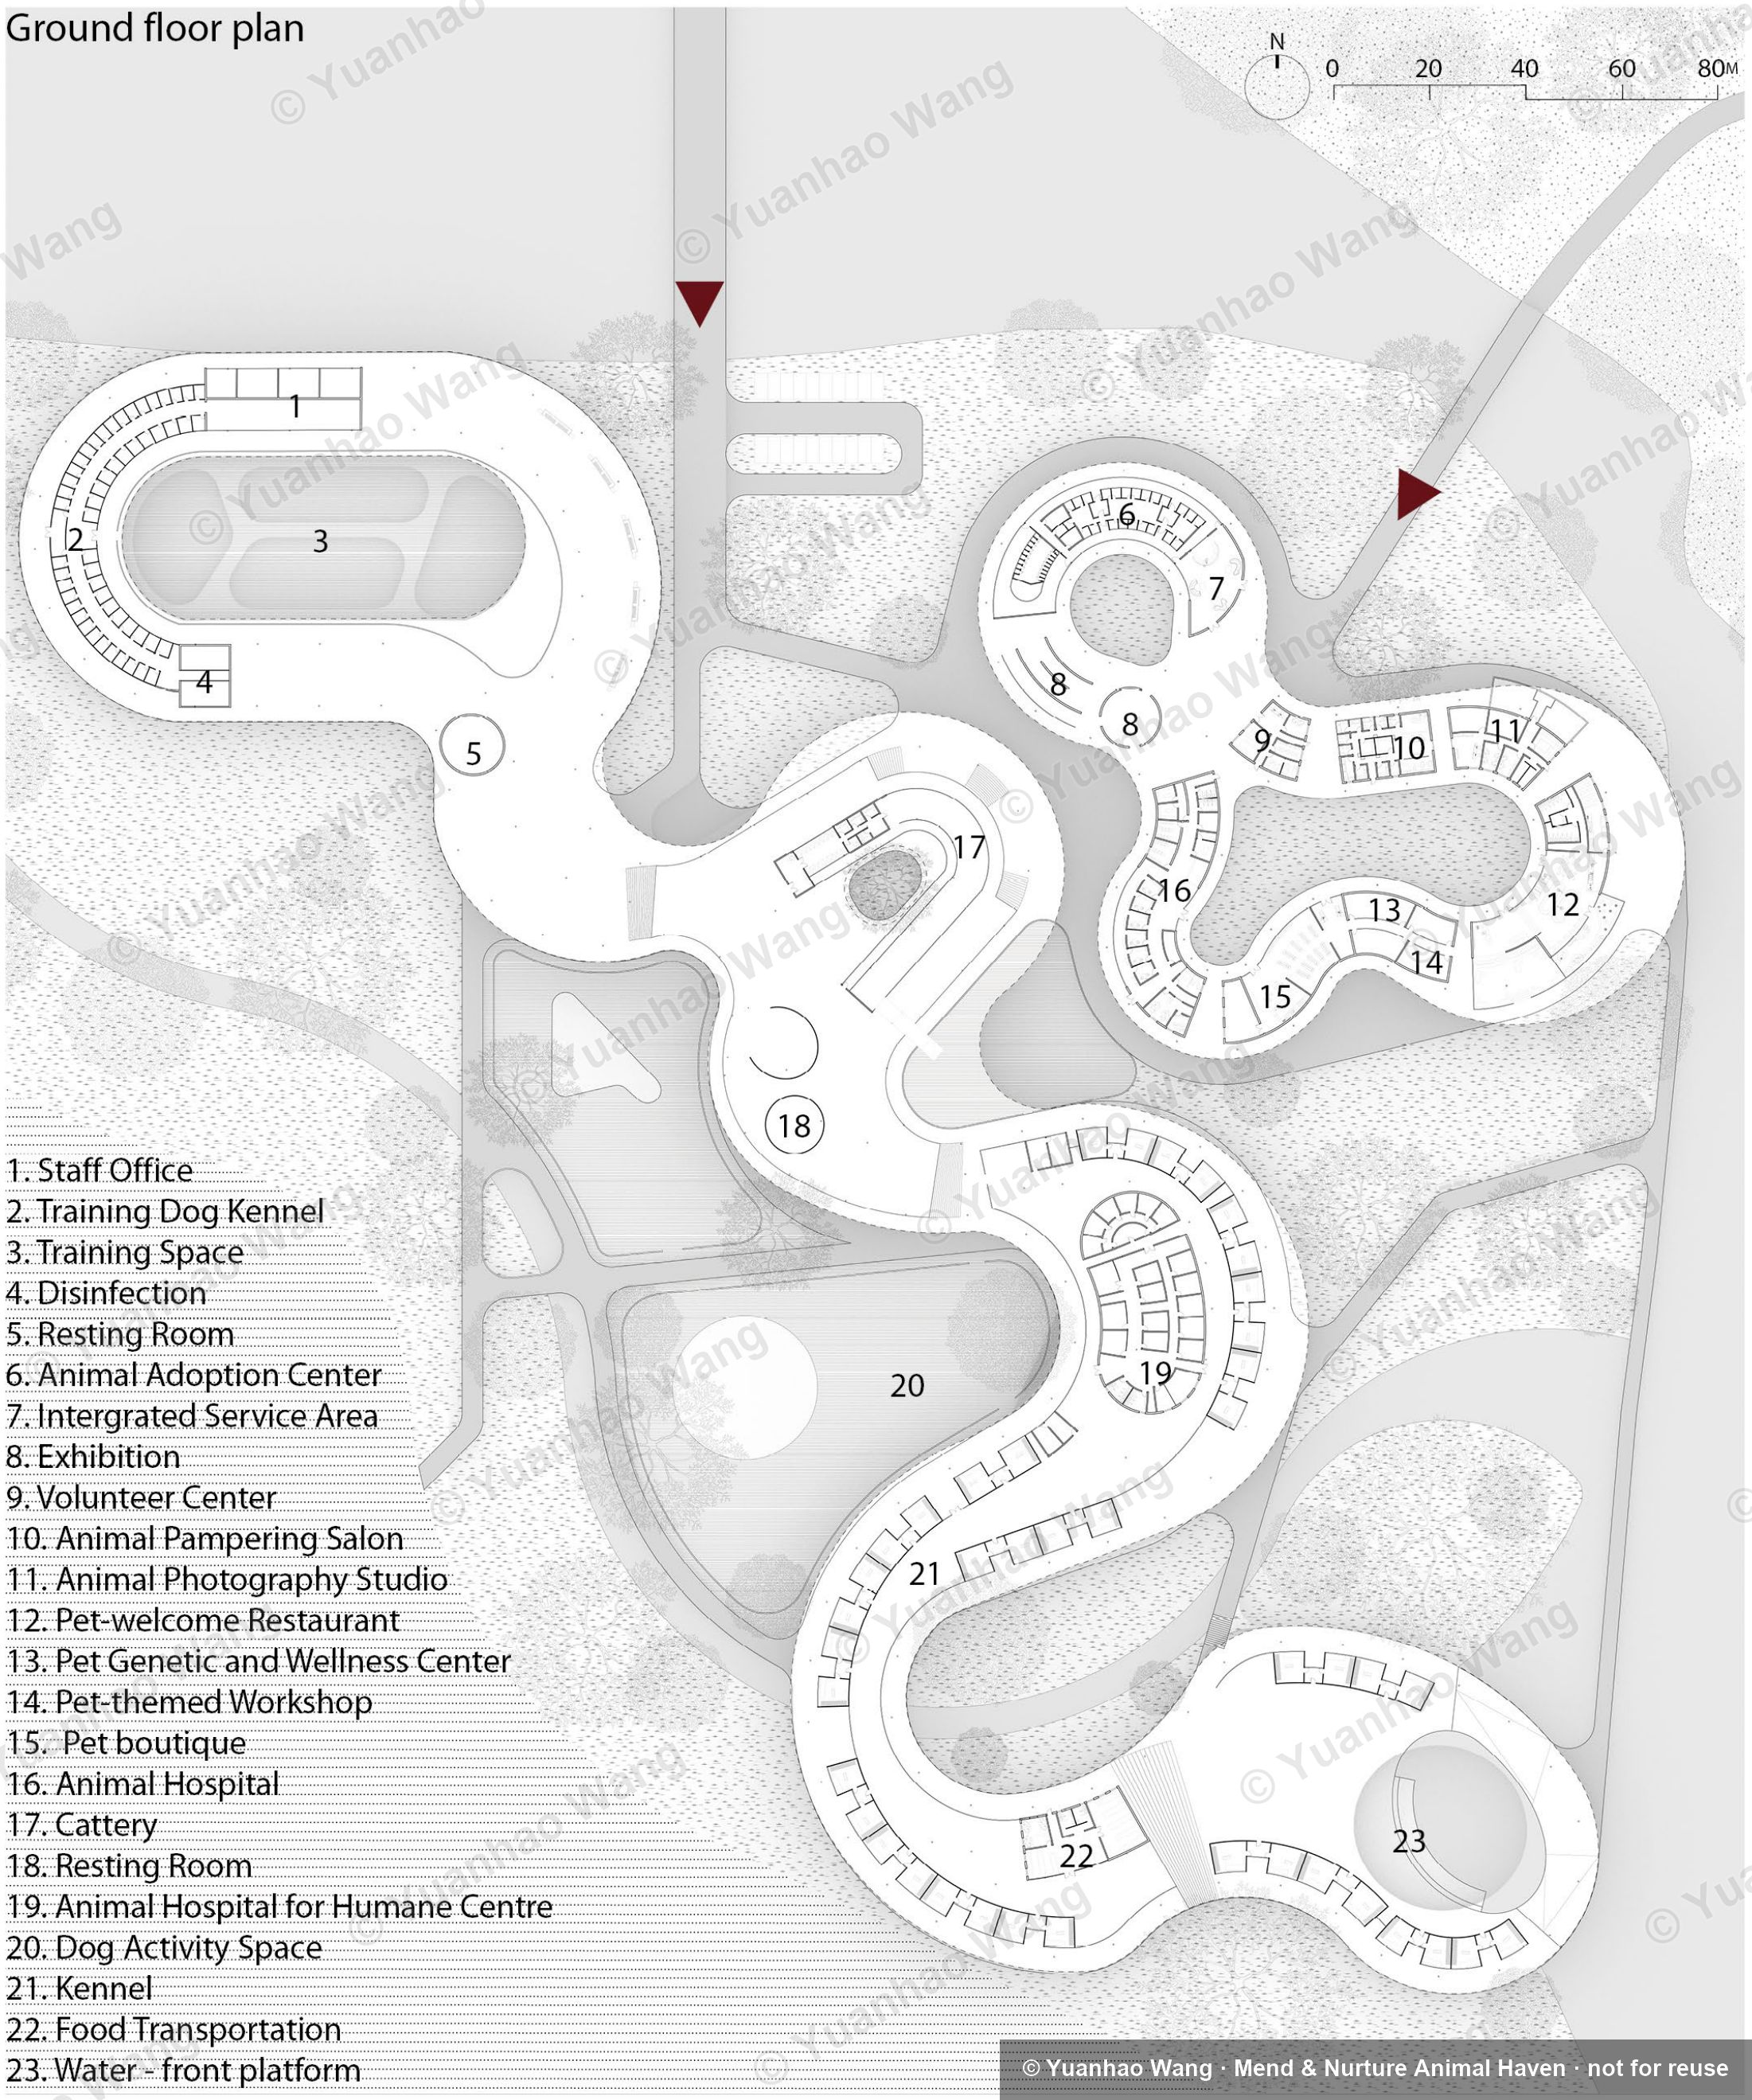 Ground floor plan
N
0 20 40 60 80M
1
2
3
4
5
6
7
8
8
9
10
11
12
13
14
15
16
17
18
19
20
21
22
23
1. Staff Office
2. Training Dog Kennel
3. Training Space
4. Disinfection
5. Resting Room
6. Animal Adoption Center
7. Intergrated Service Area
8. Exhibition
9. Volunteer Center
10. Animal Pampering Salon
11. Animal Photography Studio
12. Pet-welcome Restaurant
13. Pet Genetic and Wellness Center
14. Pet-themed Workshop
15. Pet boutique
16. Animal Hospital
17. Cattery
18. Resting Room
19. Animal Hospital for Humane Centre
20. Dog Activity Space
21. Kennel
22. Food Transportation
23. Water - front platform
© Yuanhao Wang
© Yuanhao Wang · Mend & Nurture Animal Haven · not for reuse